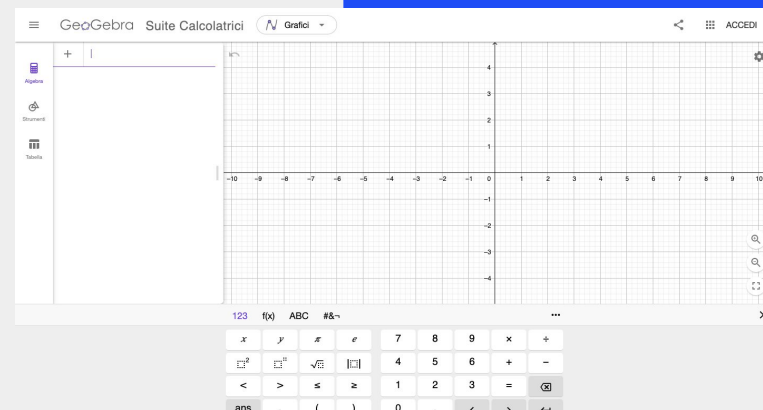 GeoGebra Suite Calcolatrici Grafici ACCEDI
+
Algebra
Strumenti
Tabella
4
3
2
1
-10 -9 -8 -7 -6 -5 -4 -3 -2 -1 0 1 2 3 4 5 6 7 8 9 10
-1
-2
-3
-4
123 f(x) ABC #&¬ ...
x y π e 7 8 9 × ÷
4 5 6 + −
< > ≤ ≥ 1 2 3 =
ans , ( ) 0 . < >